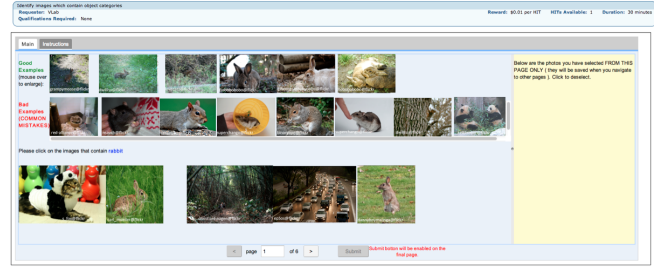 Identify images which contain object categories
Requester: VLab
Reward: $0.01 per HIT HITs Available: 1 Duration: 30 minutes
Qualifications Required: None
Main Instructions
Good
Examples
(mouse over
to enlarge):
Bad
Examples
(COMMON
MISTAKES)
Below are the photos you have selected FROM THIS
PAGE ONLY ( they will be saved when you navigate
to other pages ). Click to deselect.
Please click on the images that contain rabbit
< page 1 of 6 > Submit
Submit button will be enabled on the
final page.